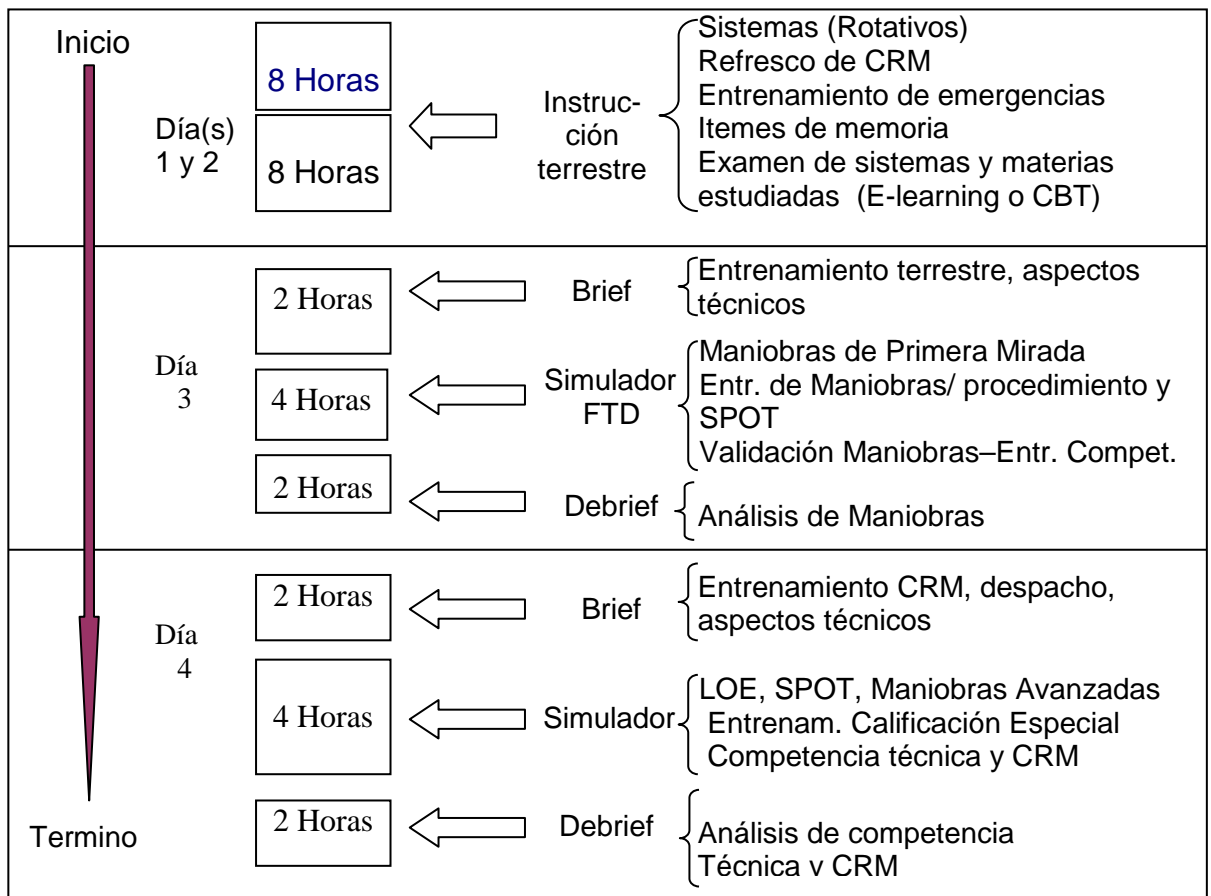 Inicio
8 Horas
8 Horas
Día(s)
1 y 2
Instruc-
ción
terrestre
Sistemas (Rotativos)
Refresco de CRM
Entrenamiento de emergencias
Itemes de memoria
Examen de sistemas y materias
estudiadas (E-learning o CBT)
Día
3
2 Horas
Brief
Entrenamiento terrestre, aspectos
técnicos
4 Horas
Simulador
FTD
Maniobras de Primera Mirada
Entr. de Maniobras/ procedimiento y
SPOT
Validación Maniobras–Entr. Compet.
2 Horas
Debrief
Análisis de Maniobras
Día
4
2 Horas
Brief
Entrenamiento CRM, despacho,
aspectos técnicos
4 Horas
Simulador
LOE, SPOT, Maniobras Avanzadas
Entrenam. Calificación Especial
Competencia técnica y CRM
2 Horas
Debrief
Análisis de competencia
Técnica y CRM
Termino